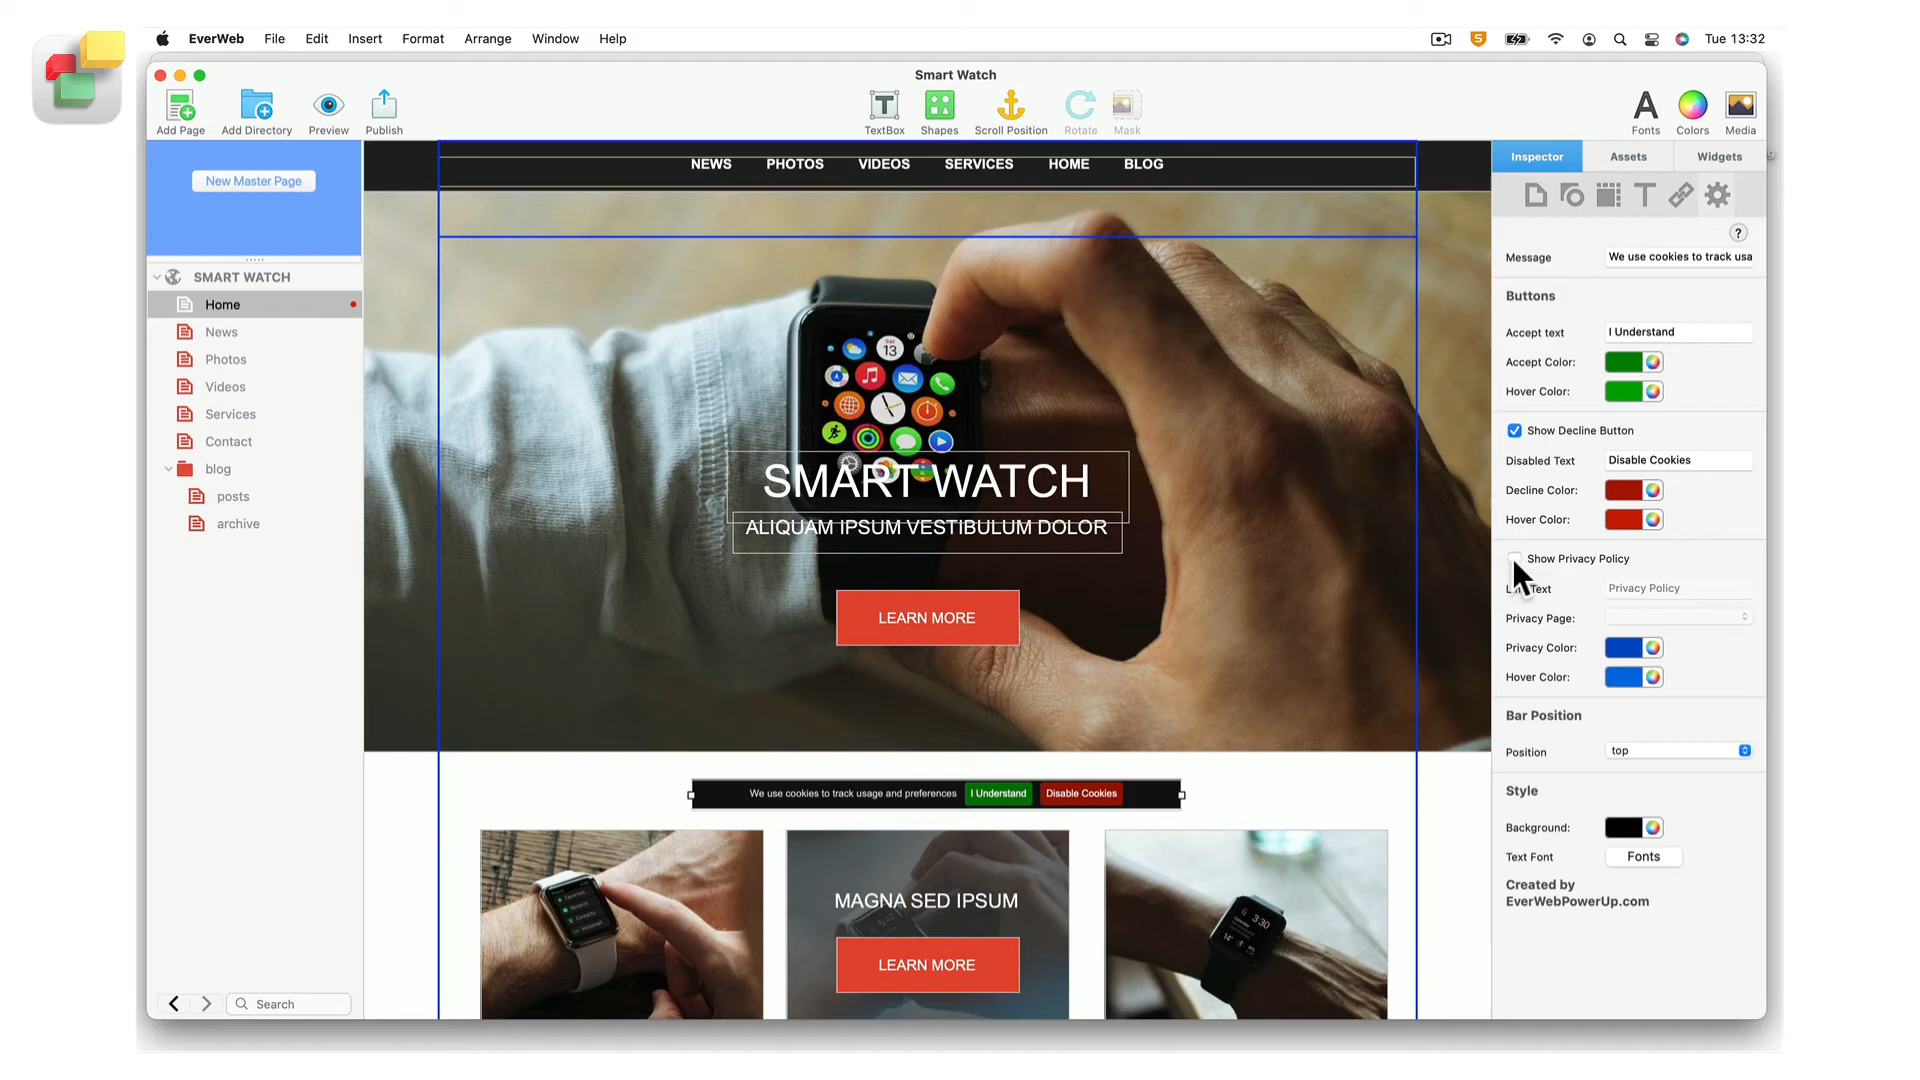 EverWeb File Edit Insert Format Arrange Window Help
Tue 13:32
Smart Watch
Add Page Add Directory Preview Publish
TextBox Shapes Scroll Position Rotate Mask
Fonts Colors Media
New Master Page
SMART WATCH
Home
News
Photos
Videos
Services
Contact
blog
posts
archive
Search
NEWS PHOTOS VIDEOS SERVICES HOME BLOG
13
SMART WATCH
ALIQUAM IPSUM VESTIBULUM DOLOR
LEARN MORE
We use cookies to track usage and preferences I Understand Disable Cookies
MAGNA SED IPSUM
LEARN MORE
3:30
Inspector Assets Widgets
?
Message We use cookies to track usa
Buttons
Accept text I Understand
Accept Color:
Hover Color:
Show Decline Button
Disabled Text Disable Cookies
Decline Color:
Hover Color:
Show Privacy Policy
Text Privacy Policy
Privacy Page:
Privacy Color:
Hover Color:
Bar Position
Position top
Style
Background:
Text Font Fonts
Created by
EverWebPowerUp.com